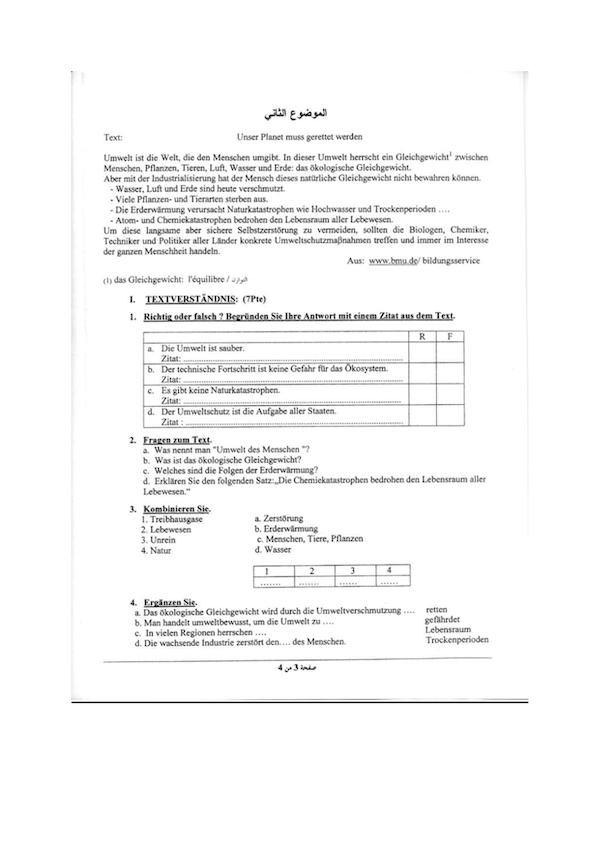 الموضوع الثاني
Text: Unser Planet muss gerettet werden
Umwelt ist die Welt, die den Menschen umgibt. In dieser Umwelt herrscht ein Gleichgewicht¹ zwischen
Menschen, Pflanzen, Tieren, Luft, Wasser und Erde: das ökologische Gleichgewicht.
Aber mit der Industrialisierung hat der Mensch dieses natürliche Gleichgewicht nicht bewahren können.
- Wasser, Luft und Erde sind heute verschmutzt.
- Viele Pflanzen- und Tierarten sterben aus.
- Die Erderwärmung verursacht Naturkatastrophen wie Hochwasser und Trockenperioden ….
- Atom- und Chemiekatastrophen bedrohen den Lebensraum aller Lebewesen.
Um diese langsame aber sichere Selbstzerstörung zu vermeiden, sollten die Biologen, Chemiker,
Techniker und Politiker aller Länder konkrete Umweltschutzmaßnahmen treffen und immer im Interesse
der ganzen Menschheit handeln.
Aus: www.bmu.de/ bildungsservice
(1) das Gleichgewicht: l'équilibre / التوازن
I. TEXTVERSTÄNDNIS: (7Pte)
1. Richtig oder falsch ? Begründen Sie Ihre Antwort mit einem Zitat aus dem Text.
R F
a. Die Umwelt ist sauber.
Zitat: ..........
b. Der technische Fortschritt ist keine Gefahr für das Ökosystem.
Zitat: ..........
c. Es gibt keine Naturkatastrophen.
Zitat: ..........
d. Der Umweltschutz ist die Aufgabe aller Staaten.
Zitat : ..........
2. Fragen zum Text.
a. Was nennt man "Umwelt des Menschen "?
b. Was ist das ökologische Gleichgewicht?
c. Welches sind die Folgen der Erderwärmung?
d. Erklären Sie den folgenden Satz:„Die Chemiekatastrophen bedrohen den Lebensraum aller
Lebewesen.“
3. Kombinieren Sie.
1. Treibhausgase a. Zerstörung
2. Lebewesen b. Erderwärmung
3. Unrein c. Menschen, Tiere, Pflanzen
4. Natur d. Wasser
1 2 3 4
....... ....... ...... ......
4. Ergänzen Sie.
a. Das ökologische Gleichgewicht wird durch die Umweltverschmutzung …. retten
b. Man handelt umweltbewusst, um die Umwelt zu …. gefährdet
c. In vielen Regionen herrschen …. Lebensraum
d. Die wachsende Industrie zerstört den…. des Menschen. Trockenperioden
صفحة 3 من 4